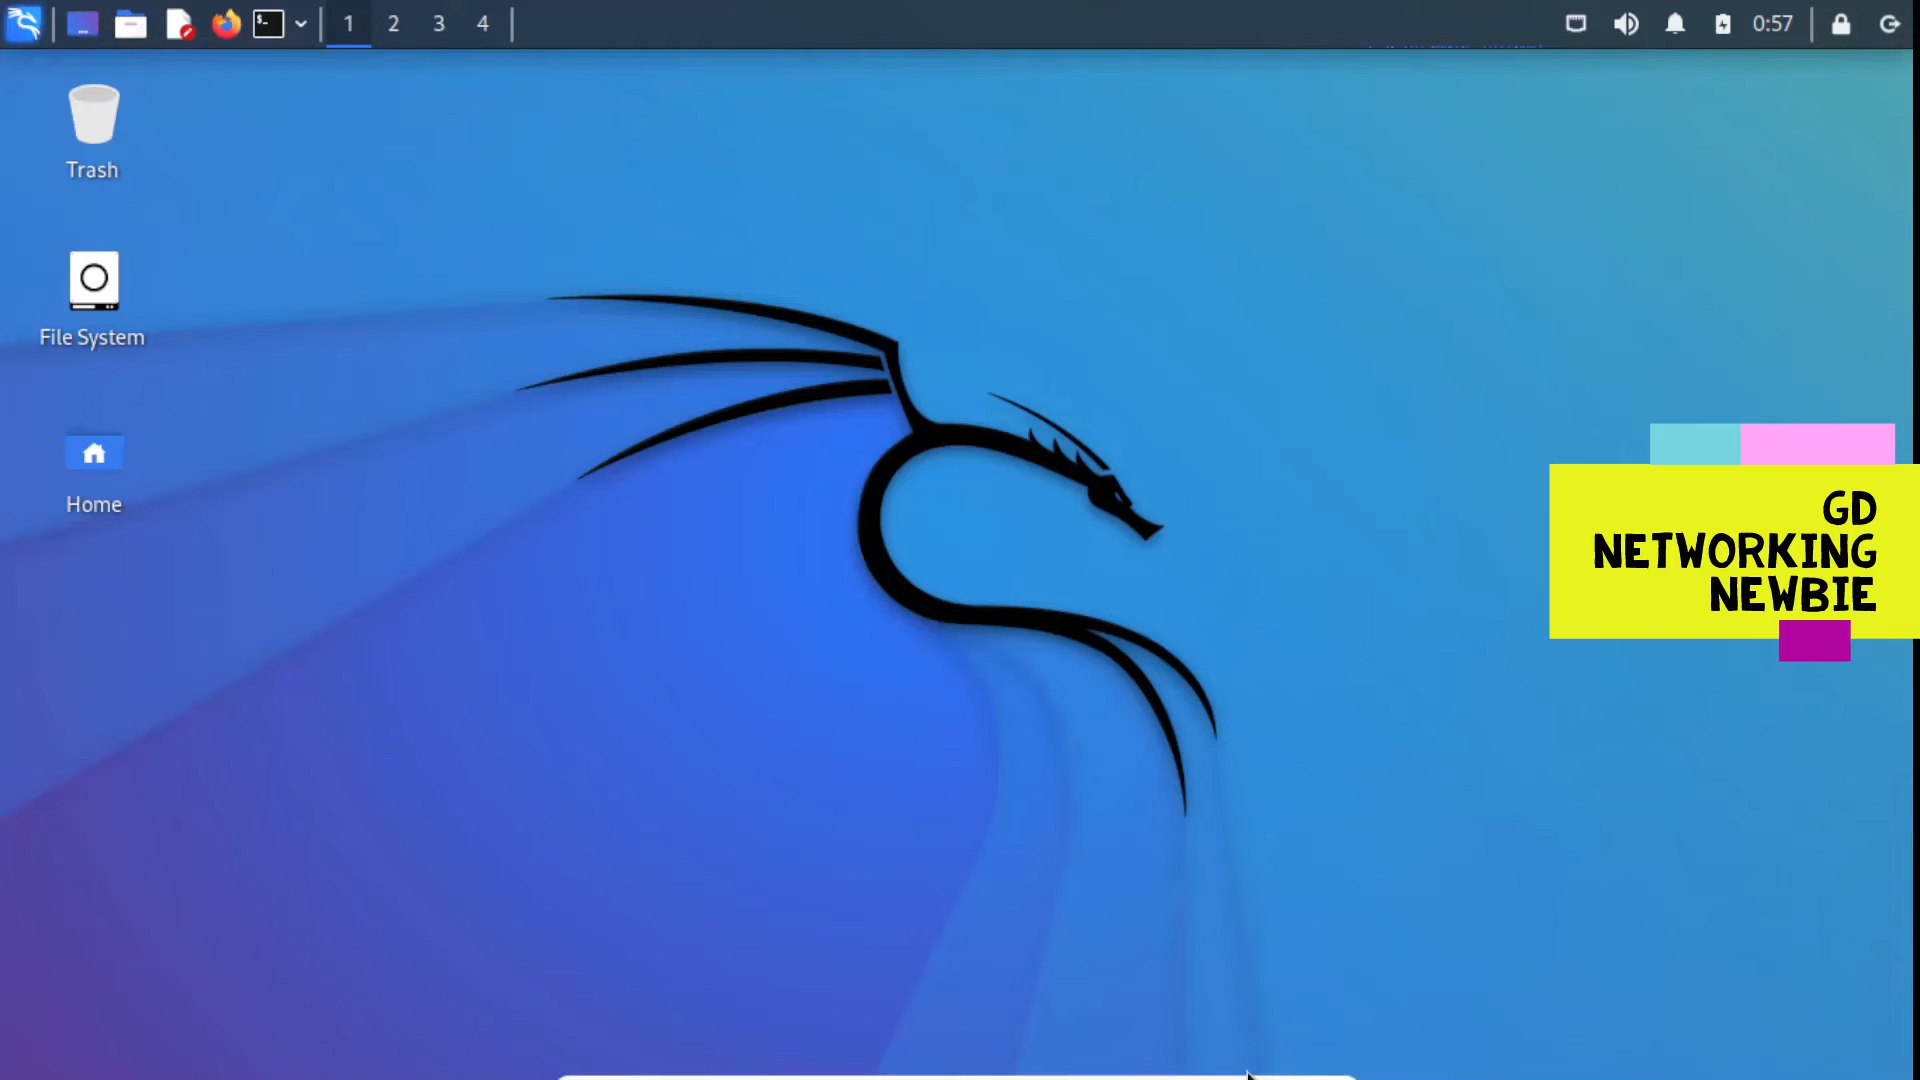 1 2 3 4
0:57
Trash
File System
Home
GD
NETWORKING
NEWBIE